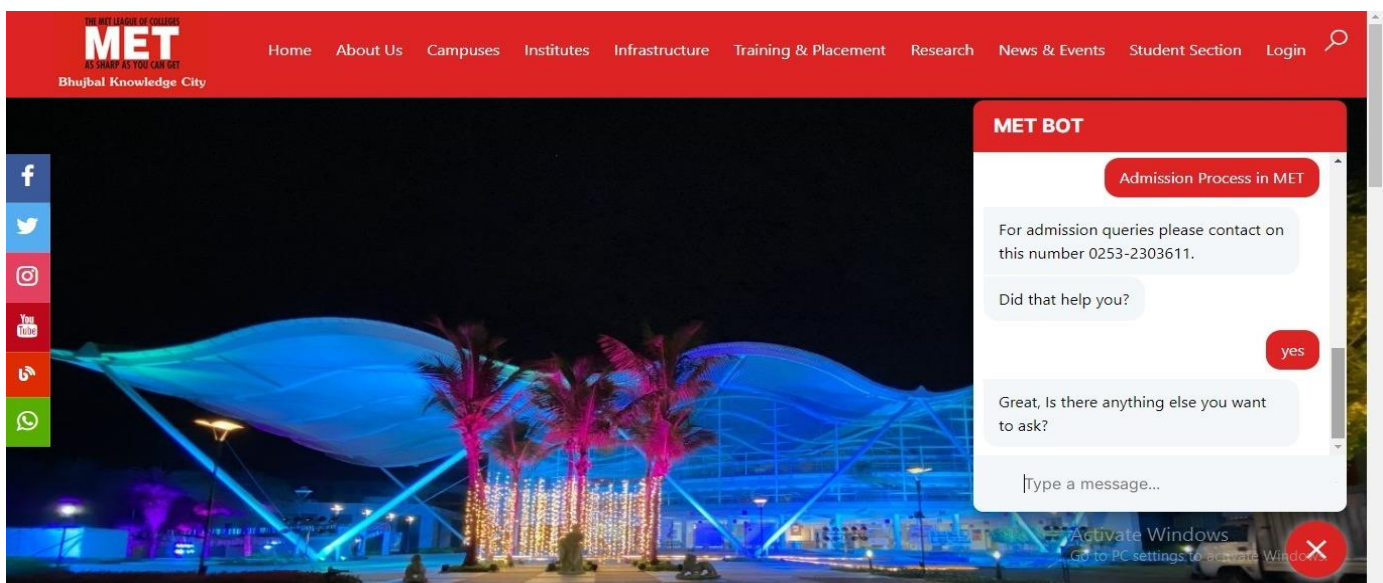 THE MET LEAGUE OF COLLEGES
MET
AS SHARP AS YOU CAN GET
Bhujbal Knowledge City
Home About Us Campuses Institutes Infrastructure Training & Placement Research News & Events Student Section Login
MET BOT
Admission Process in MET
For admission queries please contact on
this number 0253-2303611.
Did that help you?
yes
Great, Is there anything else you want
to ask?
Type a message...
You
Tube
Activate Windows
Go to PC settings to activate Windows.